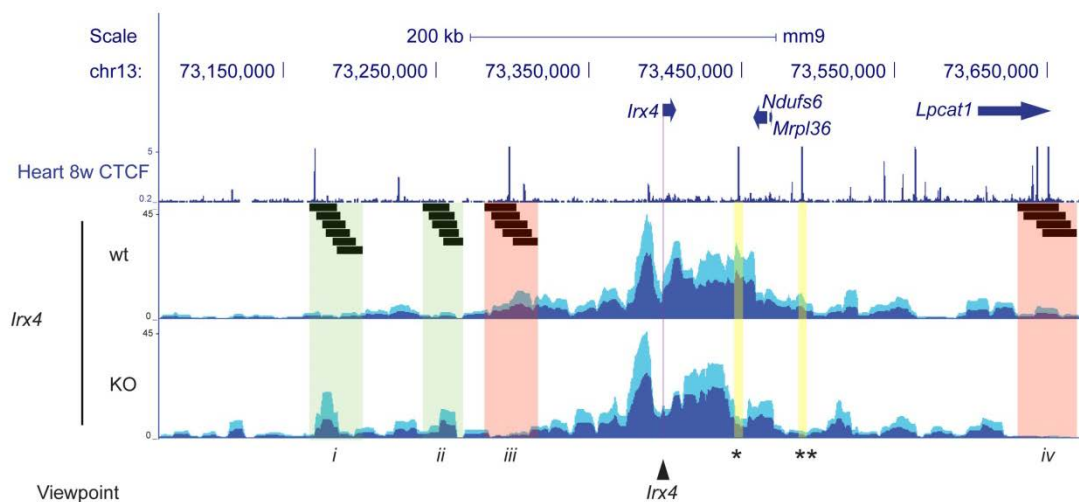 Scale 200 kb mm9
chr13: 73,150,000 73,250,000 73,350,000 73,450,000 73,550,000 73,650,000
Irx4 Ndufs6 Lpcat1
Mrpl36
5
Heart 8w CTCF
0.2
45
wt
0
Irx4
45
KO
0
i ii iii * ** iv
Viewpoint Irx4